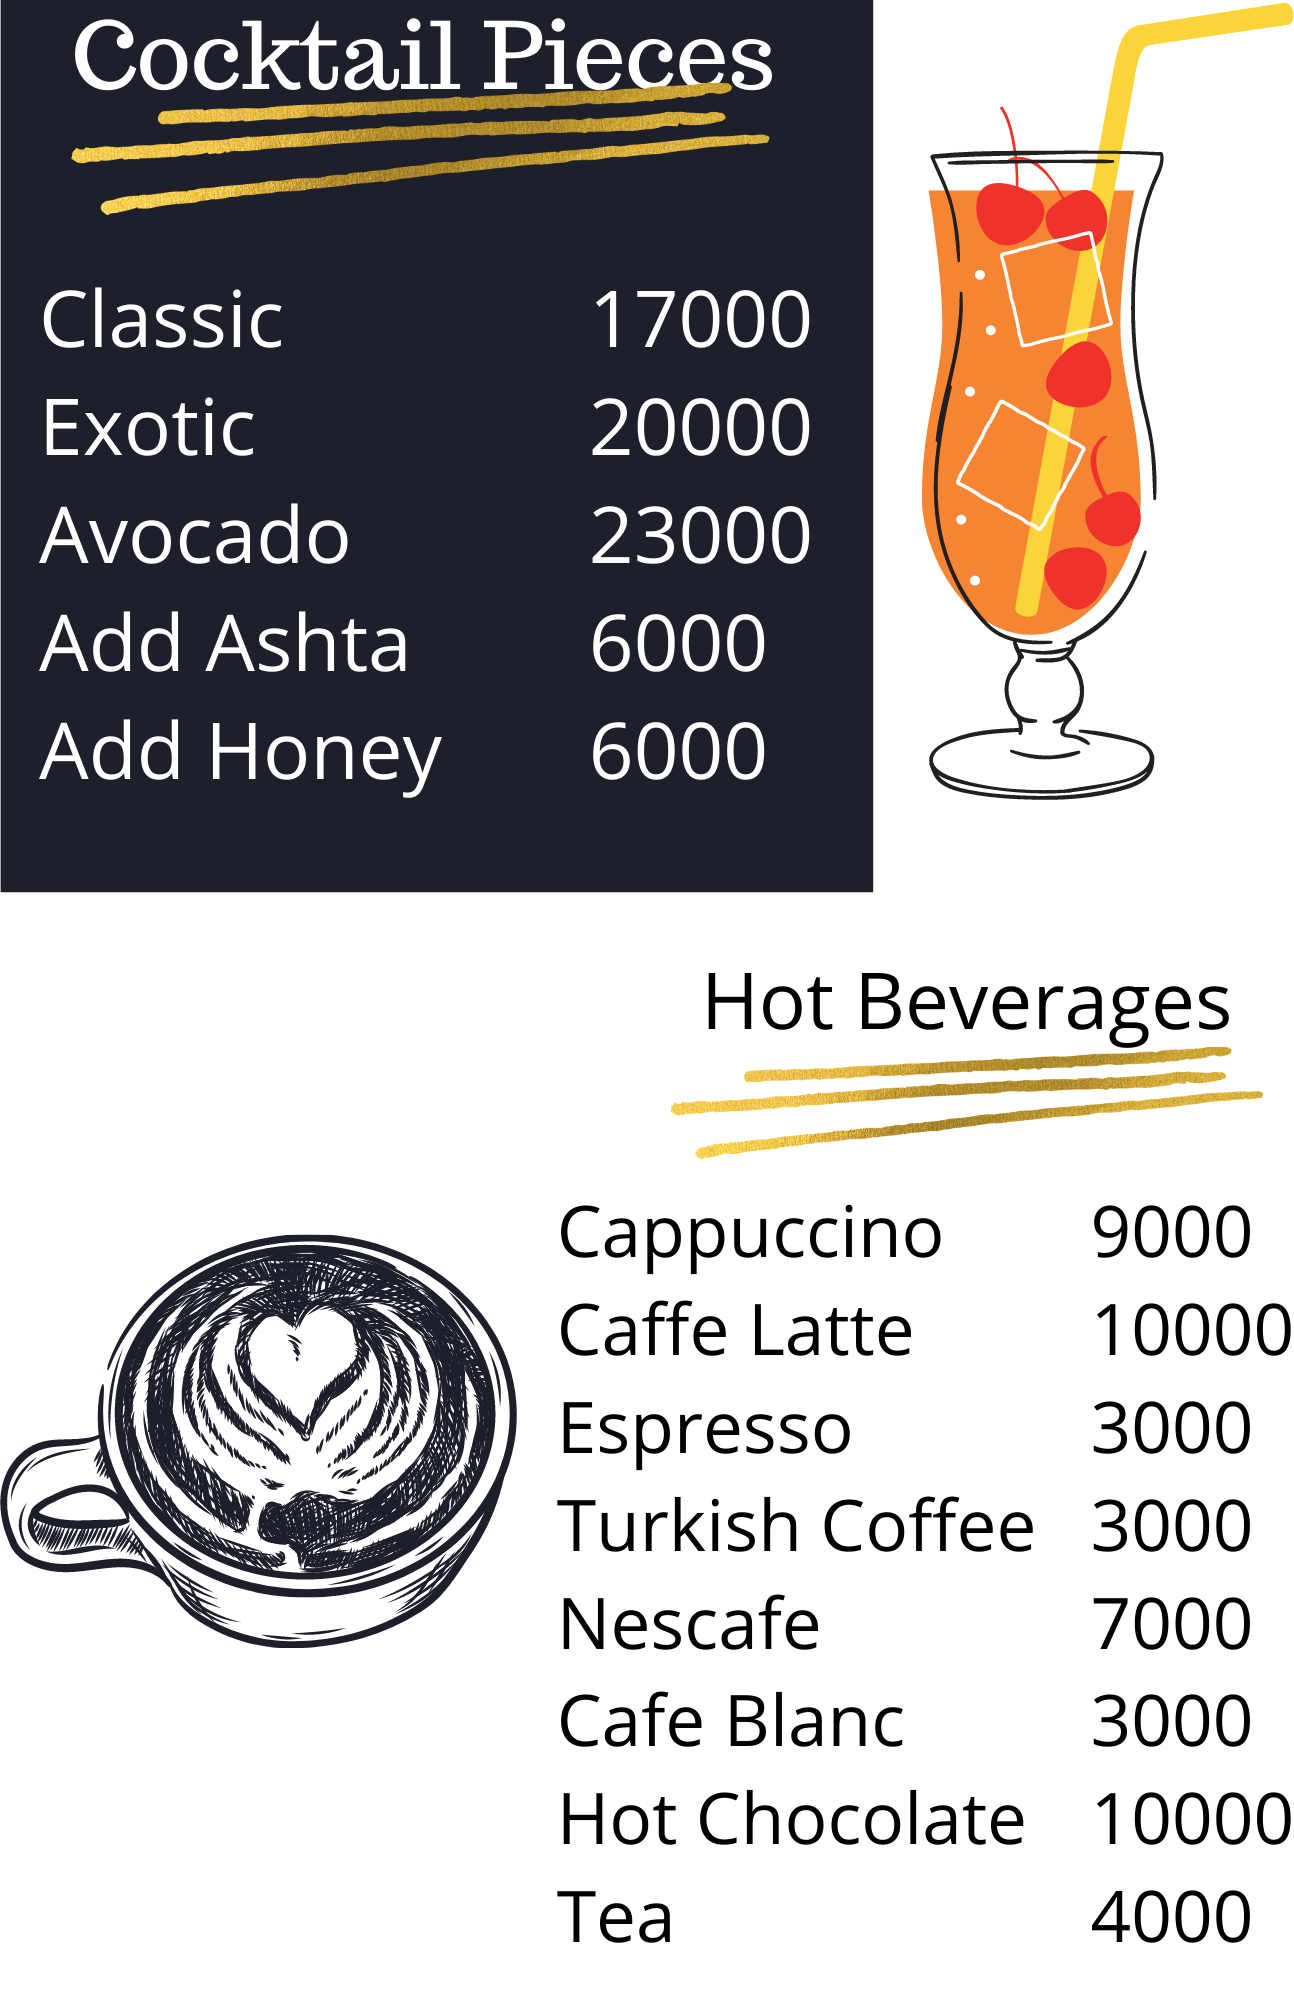 Cocktail Pieces
Classic 17000
Exotic 20000
Avocado 23000
Add Ashta 6000
Add Honey 6000
Hot Beverages
Cappuccino 9000
Caffe Latte 10000
Espresso 3000
Turkish Coffee 3000
Nescafe 7000
Cafe Blanc 3000
Hot Chocolate 10000
Tea 4000